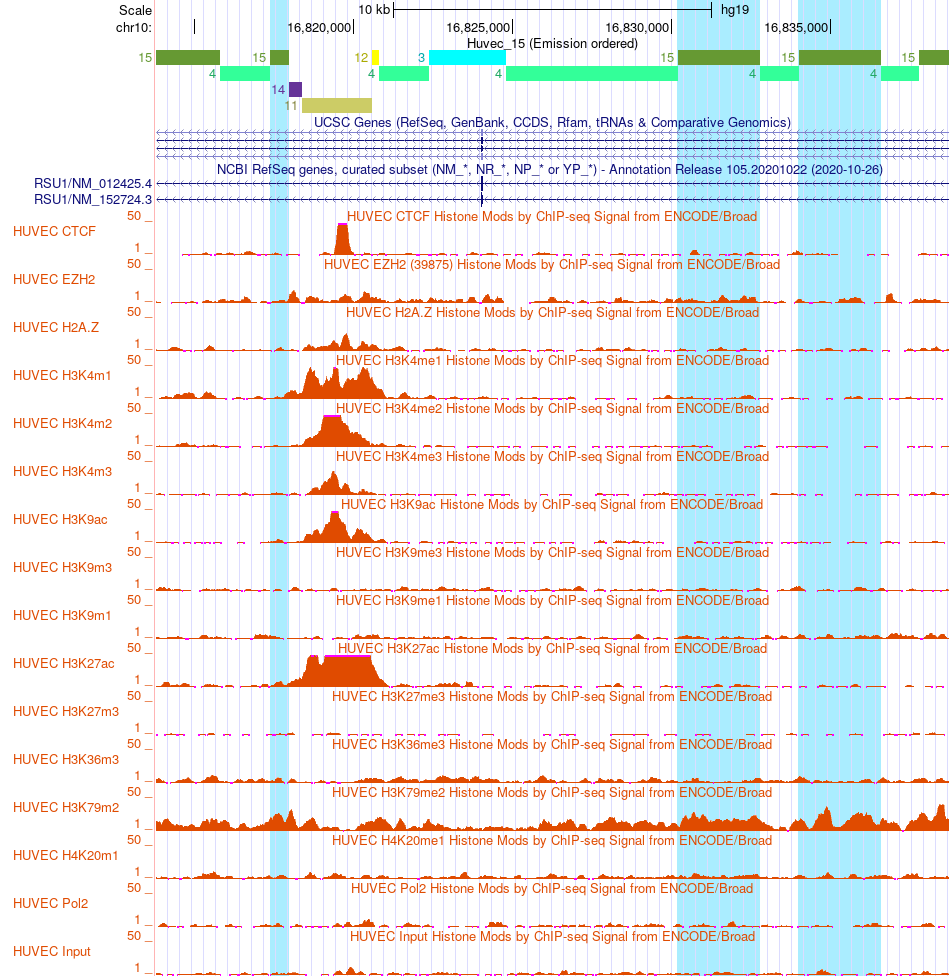 Scale 10 kb hg19
chr10: 16,820,000 16,825,000 16,830,000 16,835,000
Huvec_15 (Emission ordered)
15 15 12 3 15 15 15
4 4 4 4 4
14
11
UCSC Genes (RefSeq, GenBank, CCDS, Rfam, tRNAs & Comparative Genomics)
NCBI RefSeq genes, curated subset (NM_*, NR_*, NP_* or YP_*) - Annotation Release 105.20201022 (2020-10-26)
RSU1/NM_012425.4
RSU1/NM_152724.3
50 _ HUVEC CTCF Histone Mods by ChIP-seq Signal from ENCODE/Broad
HUVEC CTCF
1 _
50 _ HUVEC EZH2 (39875) Histone Mods by ChIP-seq Signal from ENCODE/Broad
HUVEC EZH2
1 _
50 _ HUVEC H2A.Z Histone Mods by ChIP-seq Signal from ENCODE/Broad
HUVEC H2A.Z
1 _
50 _ HUVEC H3K4me1 Histone Mods by ChIP-seq Signal from ENCODE/Broad
HUVEC H3K4m1
1 _
50 _ HUVEC H3K4me2 Histone Mods by ChIP-seq Signal from ENCODE/Broad
HUVEC H3K4m2
1 _
50 _ HUVEC H3K4me3 Histone Mods by ChIP-seq Signal from ENCODE/Broad
HUVEC H3K4m3
1 _
50 _ HUVEC H3K9ac Histone Mods by ChIP-seq Signal from ENCODE/Broad
HUVEC H3K9ac
1 _
50 _ HUVEC H3K9me3 Histone Mods by ChIP-seq Signal from ENCODE/Broad
HUVEC H3K9m3
1 _
50 _ HUVEC H3K9me1 Histone Mods by ChIP-seq Signal from ENCODE/Broad
HUVEC H3K9m1
1 _
50 _ HUVEC H3K27ac Histone Mods by ChIP-seq Signal from ENCODE/Broad
HUVEC H3K27ac
1 _
50 _ HUVEC H3K27me3 Histone Mods by ChIP-seq Signal from ENCODE/Broad
HUVEC H3K27m3
1 _
50 _ HUVEC H3K36me3 Histone Mods by ChIP-seq Signal from ENCODE/Broad
HUVEC H3K36m3
1 _
50 _ HUVEC H3K79me2 Histone Mods by ChIP-seq Signal from ENCODE/Broad
HUVEC H3K79m2
1 _
50 _ HUVEC H4K20me1 Histone Mods by ChIP-seq Signal from ENCODE/Broad
HUVEC H4K20m1
1 _
50 _ HUVEC Pol2 Histone Mods by ChIP-seq Signal from ENCODE/Broad
HUVEC Pol2
1 _
50 _ HUVEC Input Histone Mods by ChIP-seq Signal from ENCODE/Broad
HUVEC Input
1 _